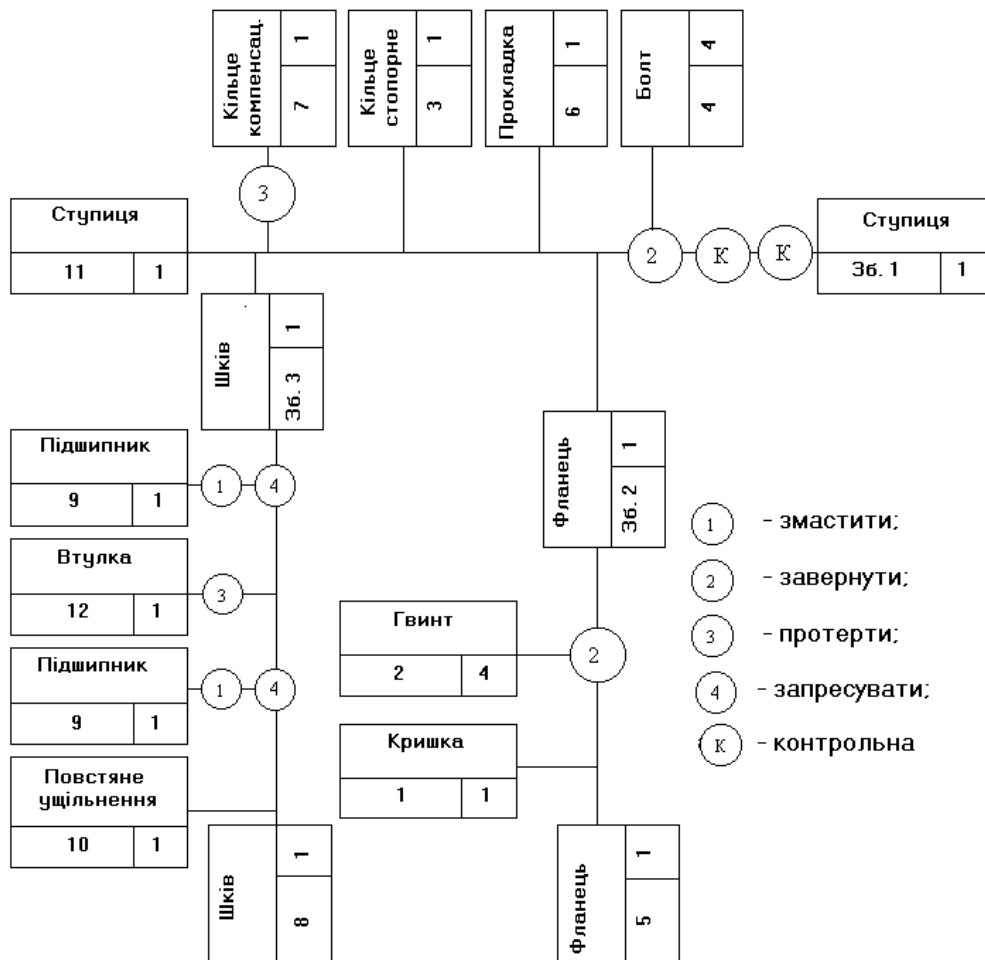 Кільце
компенсац.
1
7
Кільце
стопорне
1
3
Прокладка
1
6
Болт
4
4
3
Ступиця
11
1
2
К
К
Ступиця
Зб. 1
1
Шків
1
Зб. 3
Підшипник
9
1
1
4
Фланець
1
Зб. 2
Втулка
12
1
3
Підшипник
9
1
1
4
Гвинт
2
4
2
Кришка
1
1
Повстяне
ущільнення
10
1
Шків
1
8
Фланець
1
5
1 - змастити;
2 - завернути;
3 - протерти;
4 - запресувати;
К - контрольна